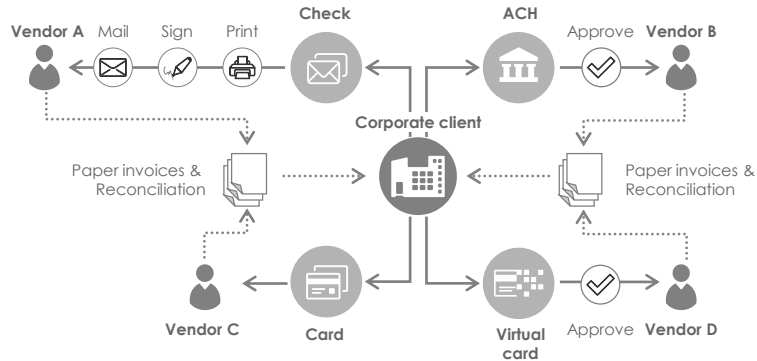 Check
ACH
Vendor A
Mail
Sign
Print
Approve
Vendor B
Corporate client
Paper invoices &
Reconciliation
Paper invoices &
Reconciliation
Vendor C
Card
Virtual
card
Approve
Vendor D